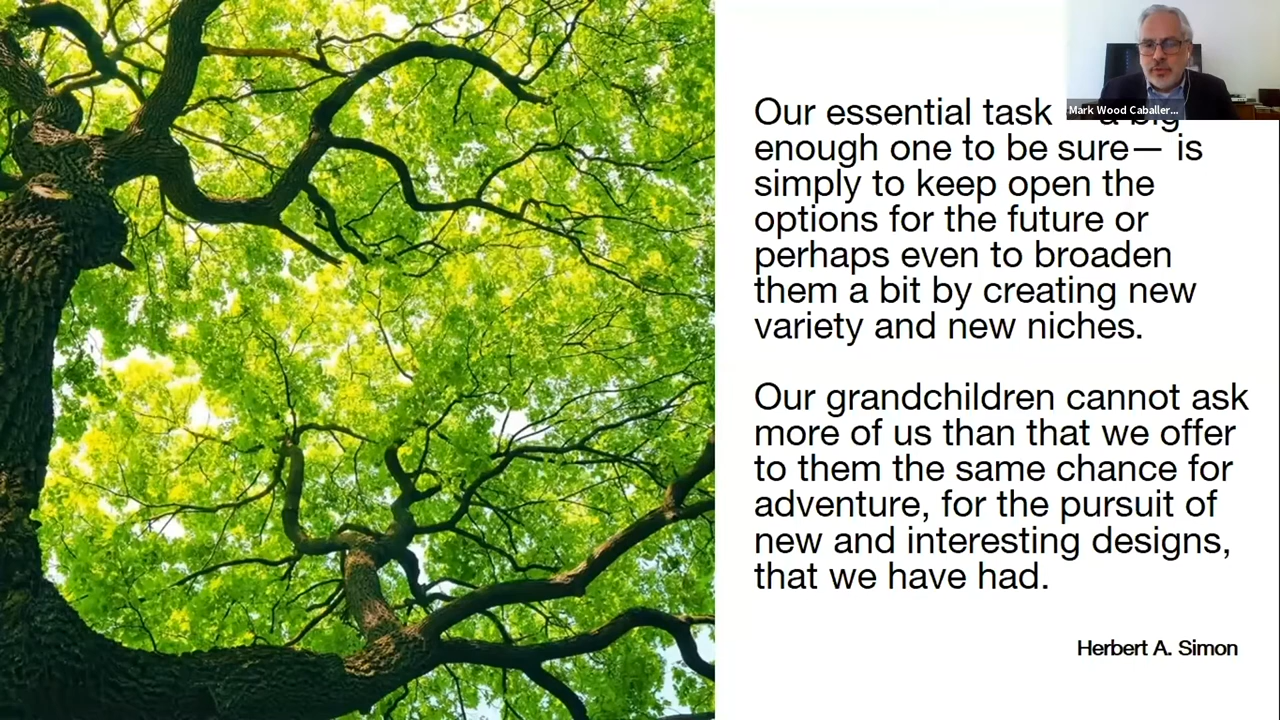 Mark Wood Caballer...
Our essential task — a big
enough one to be sure— is
simply to keep open the
options for the future or
perhaps even to broaden
them a bit by creating new
variety and new niches.
Our grandchildren cannot ask
more of us than that we offer
to them the same chance for
adventure, for the pursuit of
new and interesting designs,
that we have had.
Herbert A. Simon